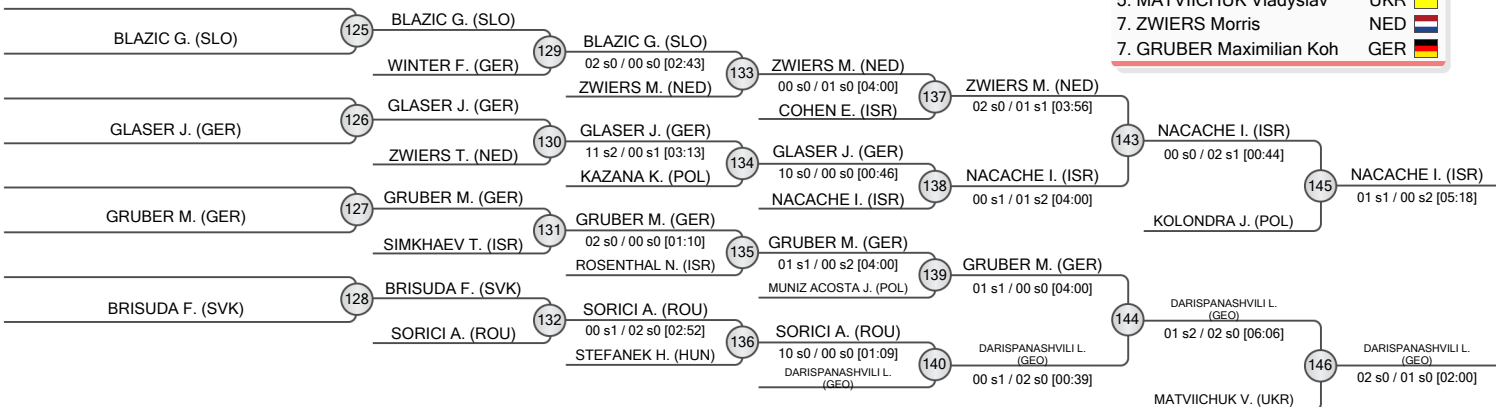 5. MATVIICHUK Vladyslav UKR
7. ZWIERS Morris NED
7. GRUBER Maximilian Koh GER
BLAZIC G. (SLO)
125
BLAZIC G. (SLO)
WINTER F. (GER)
129
BLAZIC G. (SLO)
02 s0 / 00 s0 [02:43]
ZWIERS M. (NED)
133
ZWIERS M. (NED)
00 s0 / 01 s0 [04:00]
COHEN E. (ISR)
137
ZWIERS M. (NED)
02 s0 / 01 s1 [03:56]
GLASER J. (GER)
126
GLASER J. (GER)
ZWIERS T. (NED)
130
GLASER J. (GER)
11 s2 / 00 s1 [03:13]
KAZANA K. (POL)
134
GLASER J. (GER)
10 s0 / 00 s0 [00:46]
NACACHE I. (ISR)
138
NACACHE I. (ISR)
00 s1 / 01 s2 [04:00]
143
NACACHE I. (ISR)
00 s0 / 02 s1 [00:44]
KOLONDRA J. (POL)
145
NACACHE I. (ISR)
01 s1 / 00 s2 [05:18]
GRUBER M. (GER)
127
GRUBER M. (GER)
SIMKHAEV T. (ISR)
131
GRUBER M. (GER)
02 s0 / 00 s0 [01:10]
ROSENTHAL N. (ISR)
135
GRUBER M. (GER)
01 s1 / 00 s2 [04:00]
MUNIZ ACOSTA J. (POL)
139
GRUBER M. (GER)
01 s1 / 00 s0 [04:00]
BRISUDA F. (SVK)
128
BRISUDA F. (SVK)
SORICI A. (ROU)
132
SORICI A. (ROU)
00 s1 / 02 s0 [02:52]
STEFANEK H. (HUN)
136
SORICI A. (ROU)
10 s0 / 00 s0 [01:09]
DARISPANASHVILI L.
(GEO)
140
DARISPANASHVILI L.
(GEO)
00 s1 / 02 s0 [00:39]
144
DARISPANASHVILI L.
(GEO)
01 s2 / 02 s0 [06:06]
MATVIICHUK V. (UKR)
146
DARISPANASHVILI L.
(GEO)
02 s0 / 01 s0 [02:00]